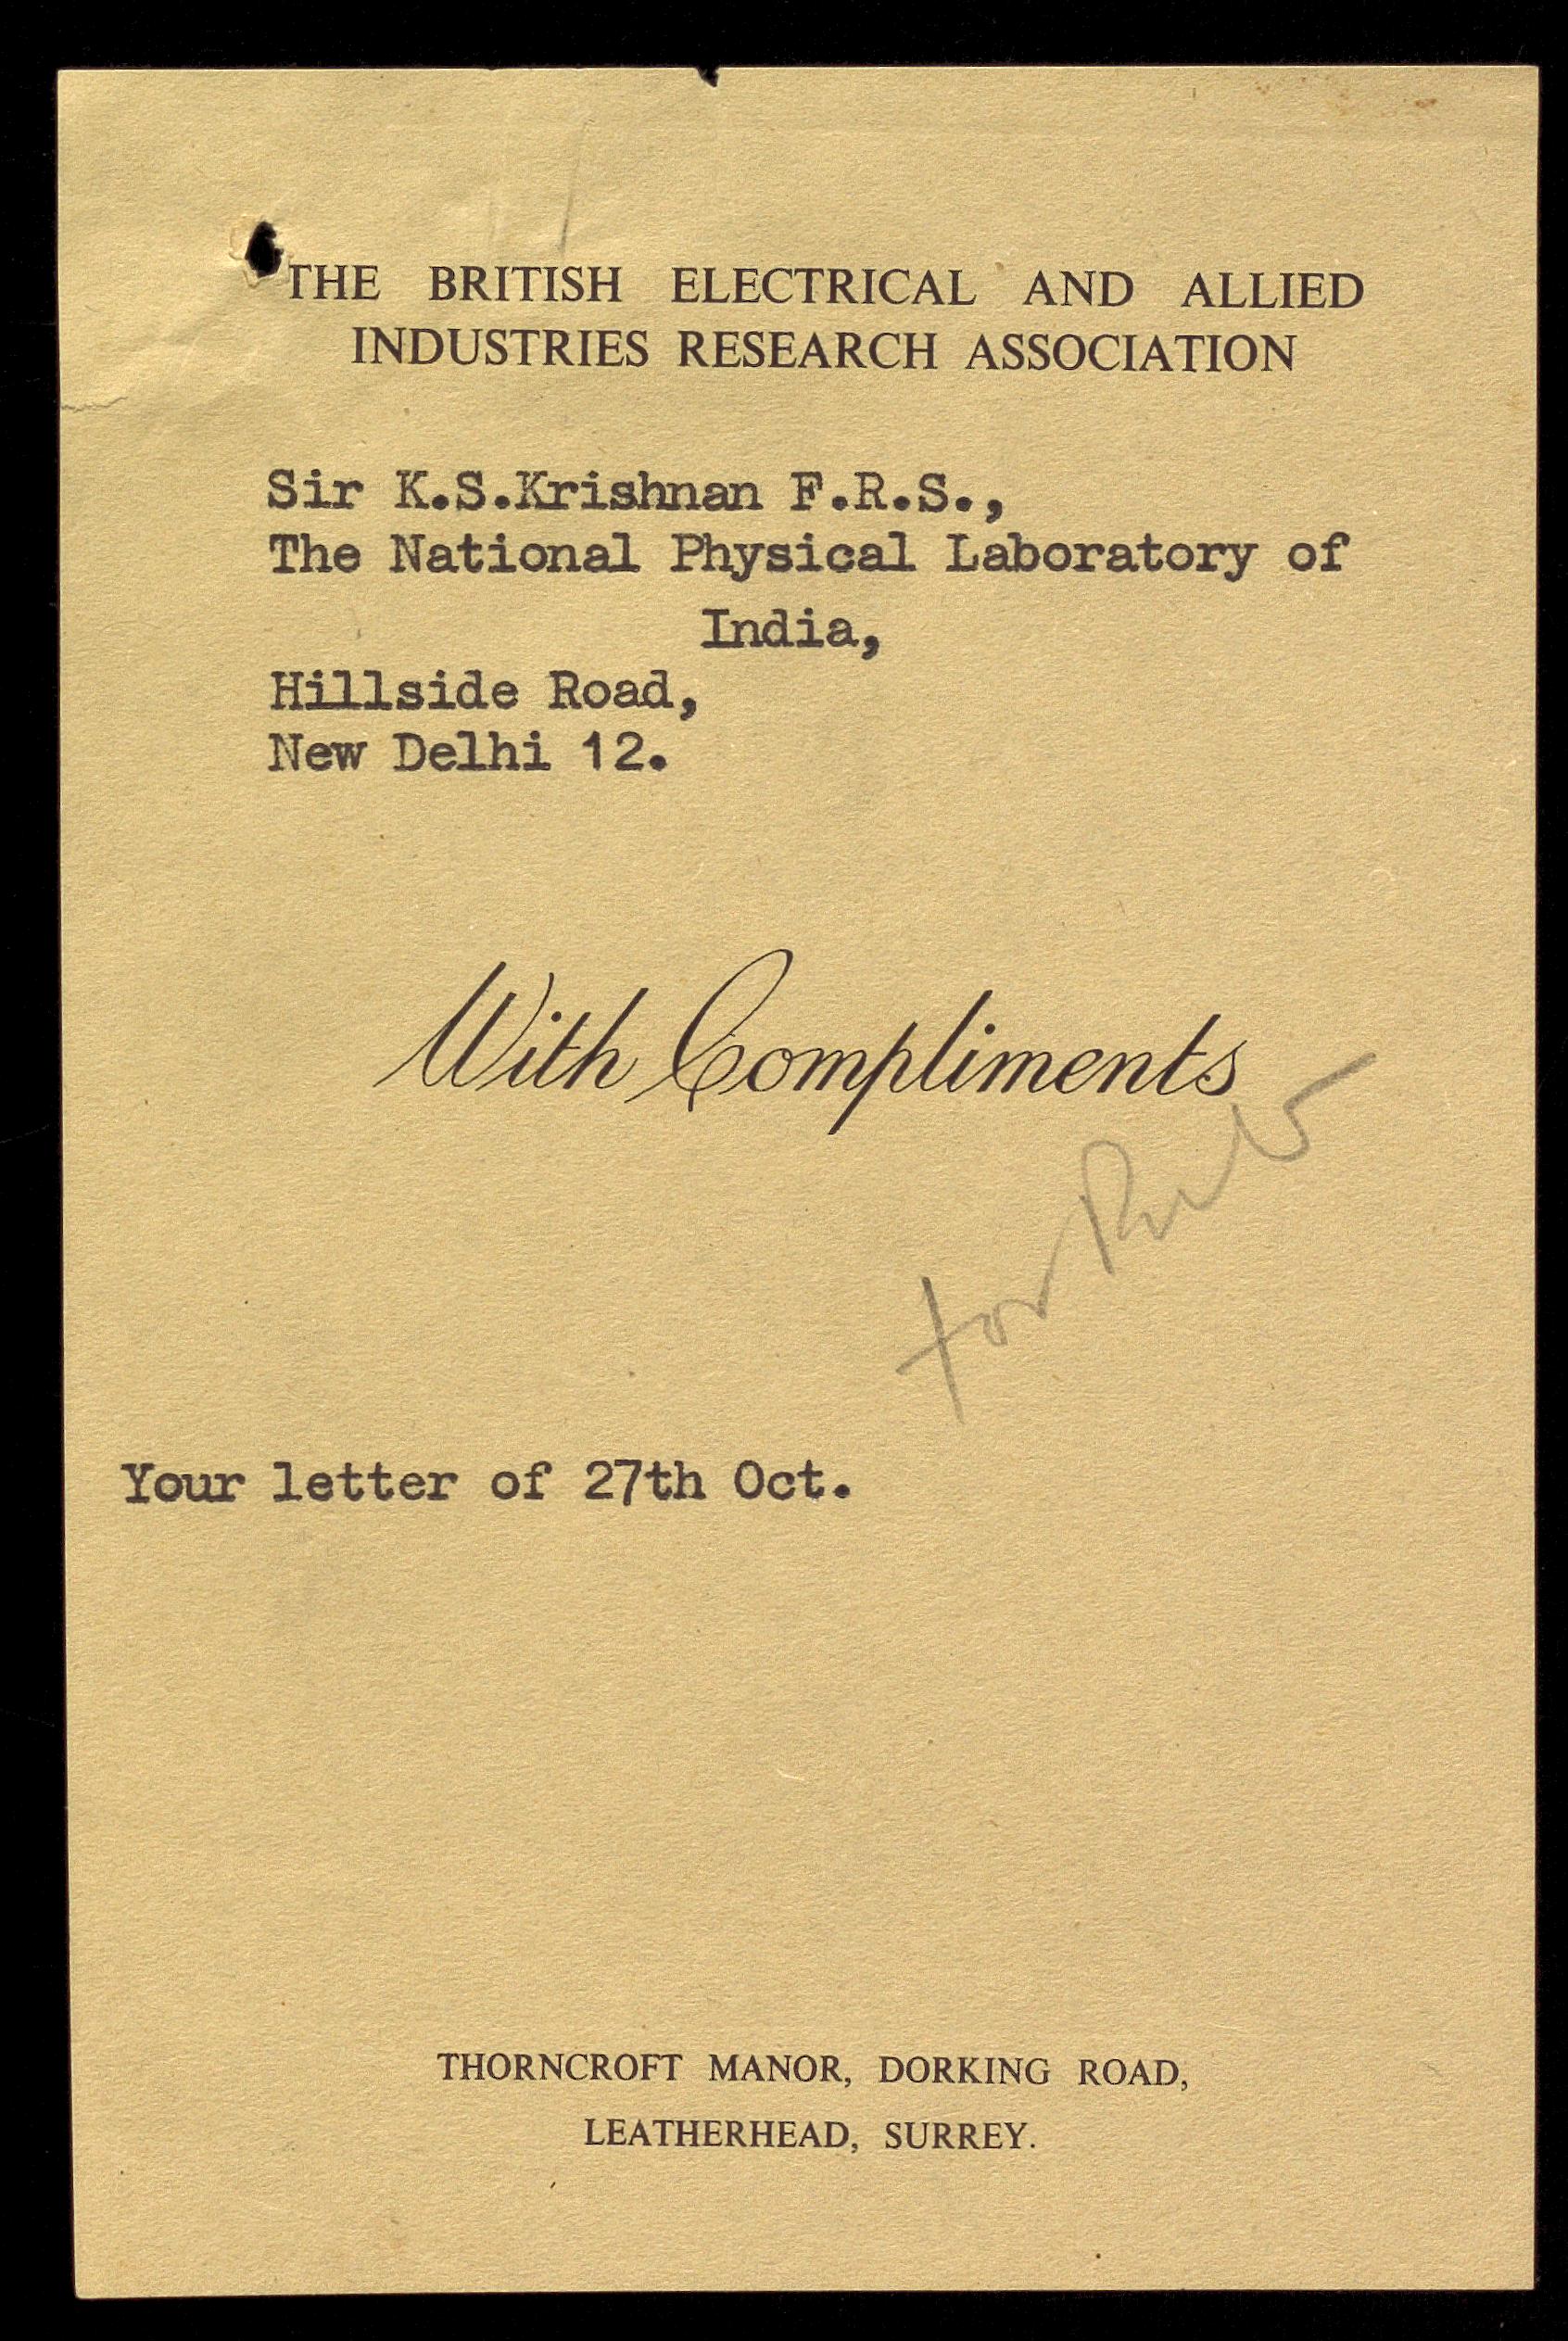 THE BRITISH ELECTRICAL AND ALLIED
INDUSTRIES RESEARCH ASSOCIATION
Sir K.S.Krishnan F.R.S.,
The National Physical Laboratory of
India,
Hillside Road,
New Delhi 12.
With Compliments
for
Your letter of 27th Oct.
THORNCROFT MANOR, DORKING ROAD,
LEATHERHEAD, SURREY.